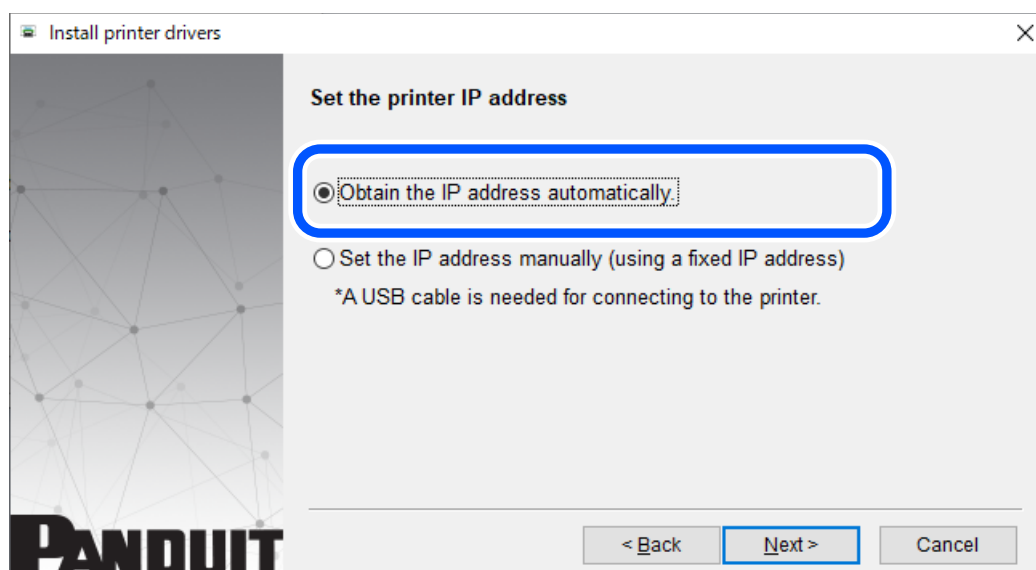 Install printer drivers
Set the printer IP address
Obtain the IP address automatically.
Set the IP address manually (using a fixed IP address)
*A USB cable is needed for connecting to the printer.
PANDUIT
< Back
Next >
Cancel